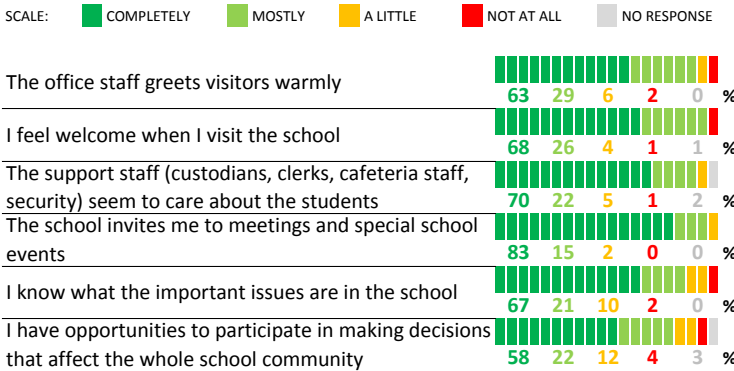 SCALE: COMPLETELY MOSTLY A LITTLE NOT AT ALL NO RESPONSE
The office staff greets visitors warmly
63 29 6 2 0 %
I feel welcome when I visit the school
68 26 4 1 1 %
The support staff (custodians, clerks, cafeteria staff,
security) seem to care about the students
70 22 5 1 2 %
The school invites me to meetings and special school
events
83 15 2 0 0 %
I know what the important issues are in the school
67 21 10 2 0 %
I have opportunities to participate in making decisions
that affect the whole school community
58 22 12 4 3 %